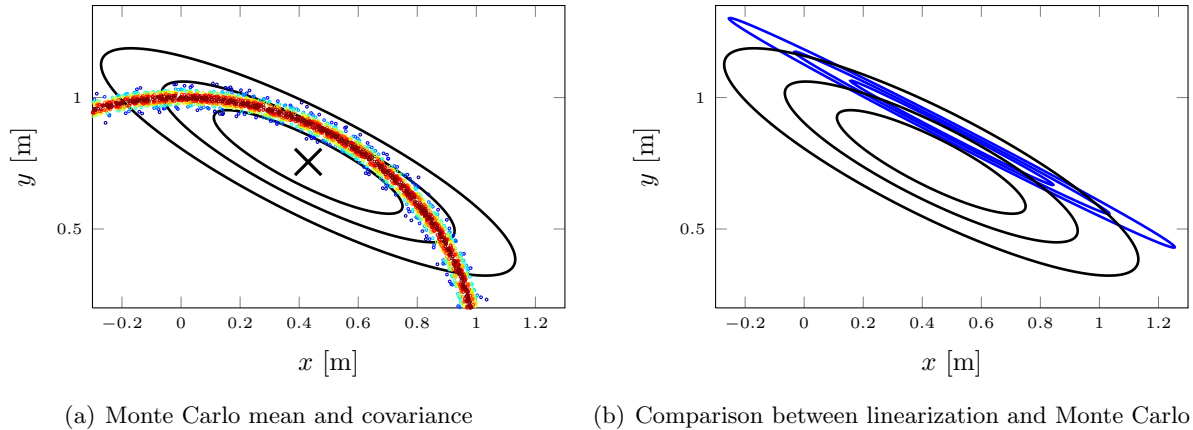 1
0.5
y [m]
−0.2 0 0.2 0.4 0.6 0.8 1 1.2
x [m]
(a) Monte Carlo mean and covariance
1
0.5
y [m]
−0.2 0 0.2 0.4 0.6 0.8 1 1.2
x [m]
(b) Comparison between linearization and Monte Carlo